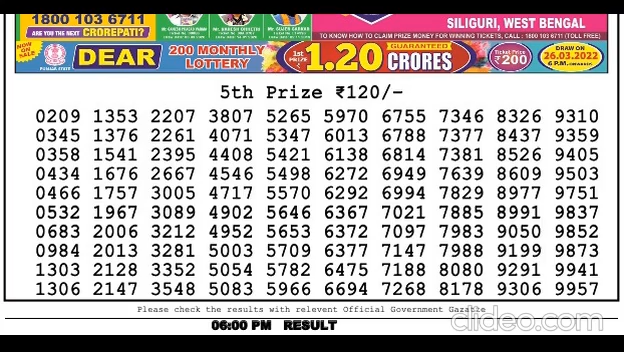 1800 103 6711
ARE YOU THE NEXT CROREPATI?
SILIGURI, WEST BENGAL
TO KNOW HOW TO CLAIM PRIZE MONEY FOR WINNING TICKETS, CALL : 1800 103 6711 (TOLL FREE)
NOW ON SALE
PUNJAB STATE
DEAR
200 MONTHLY
LOTTERY
1st PRIZE ₹1.20 GUARANTEED CRORES
Ticket Price ₹200
DRAW ON
26.03.2022
6 P.M. ONWARDS
5th Prize ₹120/-
0209 1353 2207 3807 5265 5970 6755 7346 8326 9310
0345 1376 2261 4071 5347 6013 6788 7377 8437 9359
0358 1541 2395 4408 5421 6138 6814 7381 8526 9405
0434 1676 2667 4546 5498 6272 6949 7639 8609 9503
0466 1757 3005 4717 5570 6292 6994 7829 8977 9751
0532 1967 3089 4902 5646 6367 7021 7885 8991 9837
0683 2006 3212 4952 5653 6372 7097 7983 9050 9852
0984 2013 3281 5003 5709 6377 7147 7988 9199 9873
1303 2128 3352 5054 5782 6475 7188 8080 9291 9941
1306 2147 3548 5083 5966 6694 7268 8178 9306 9957
Please check the results with relevent Official Government Gazable
06:00 PM RESULT
clideo.com